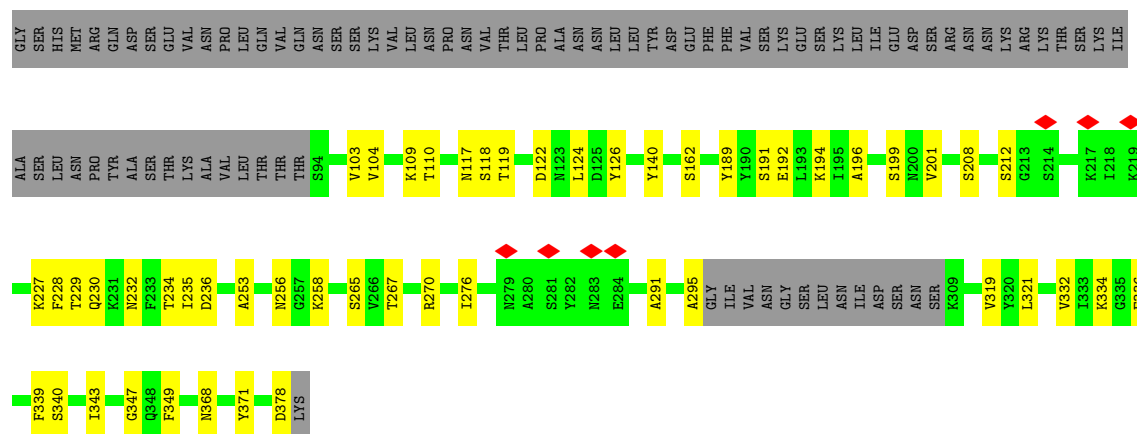 GLY SER HIS MET ARG GLN ASP SER GLU VAL ASN PRO LEU GLN VAL GLN ASN SER SER LYS VAL LEU ASN PRO ASN VAL THR LEU PRO ALA ASN ASN LEU LEU TYR ASP GLU PHE PHE VAL SER LYS GLU SER LYS LEU ILE GLU ASP SER ARG ASN ASN LYS ARG LYS THR SER LYS ILE
ALA SER LEU ASN PRO TYR ALA SER THR LYS ALA VAL LEU THR THR THR S94 V103 V104 K109 T110 N117 S118 T119 D122 N123 L124 D125 Y126 Y140 S162 Y189 Y190 S191 E192 L193 K194 I195 A196 S199 N200 V201 S208 S212 G213 S214 K217 I218 K219
K227 F228 T229 Q230 K231 N232 F233 T234 I235 D236 A253 N256 G257 K258 S265 V266 T267 R270 I276 N279 A280 S281 Y282 N283 E284 A291 A295 GLY ILE VAL ASN GLY SER LEU ASN ILE ASP SER ASN SER K309 V319 Y320 L321 V332 I333 K334 G335
F339 S340 I343 G347 Q348 F349 N368 Y371 D378 LYS